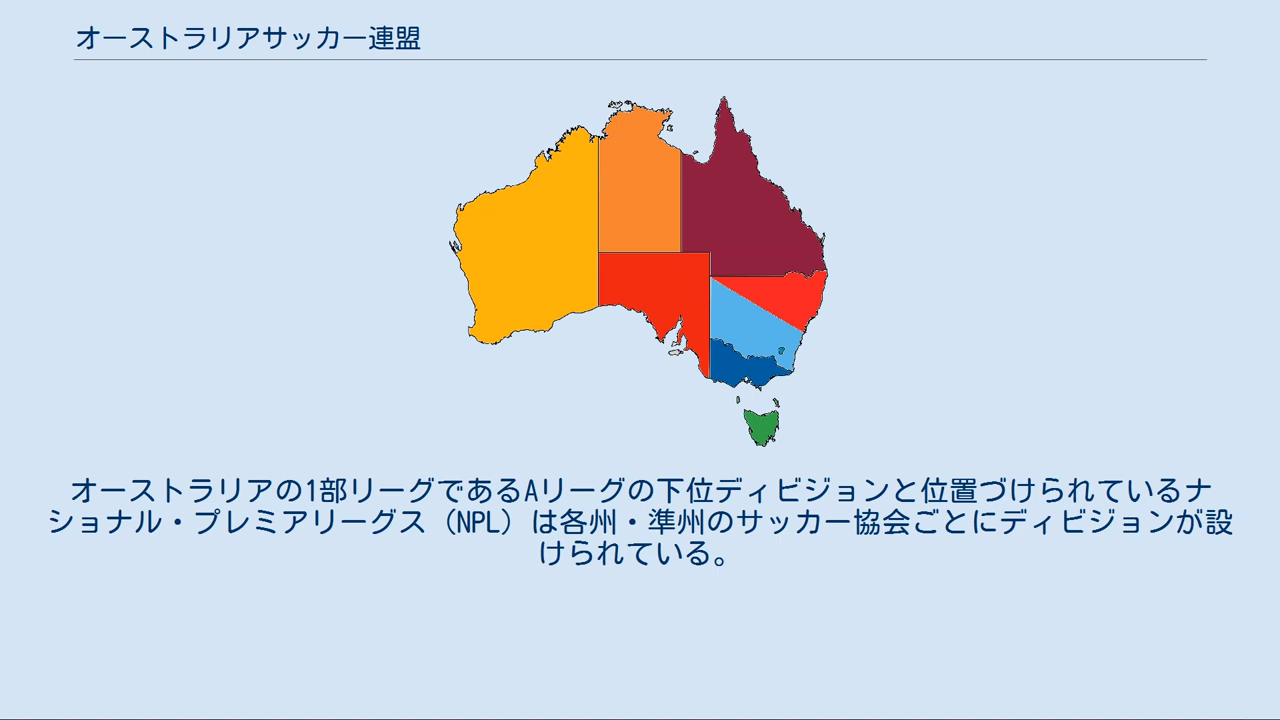 オーストラリアサッカー連盟
オーストラリアの1部リーグであるAリーグの下位ディビジョンと位置づけられているナ
ショナル・プレミアリーグス（NPL）は各州・準州のサッカー協会ごとにディビジョンが設
けられている。